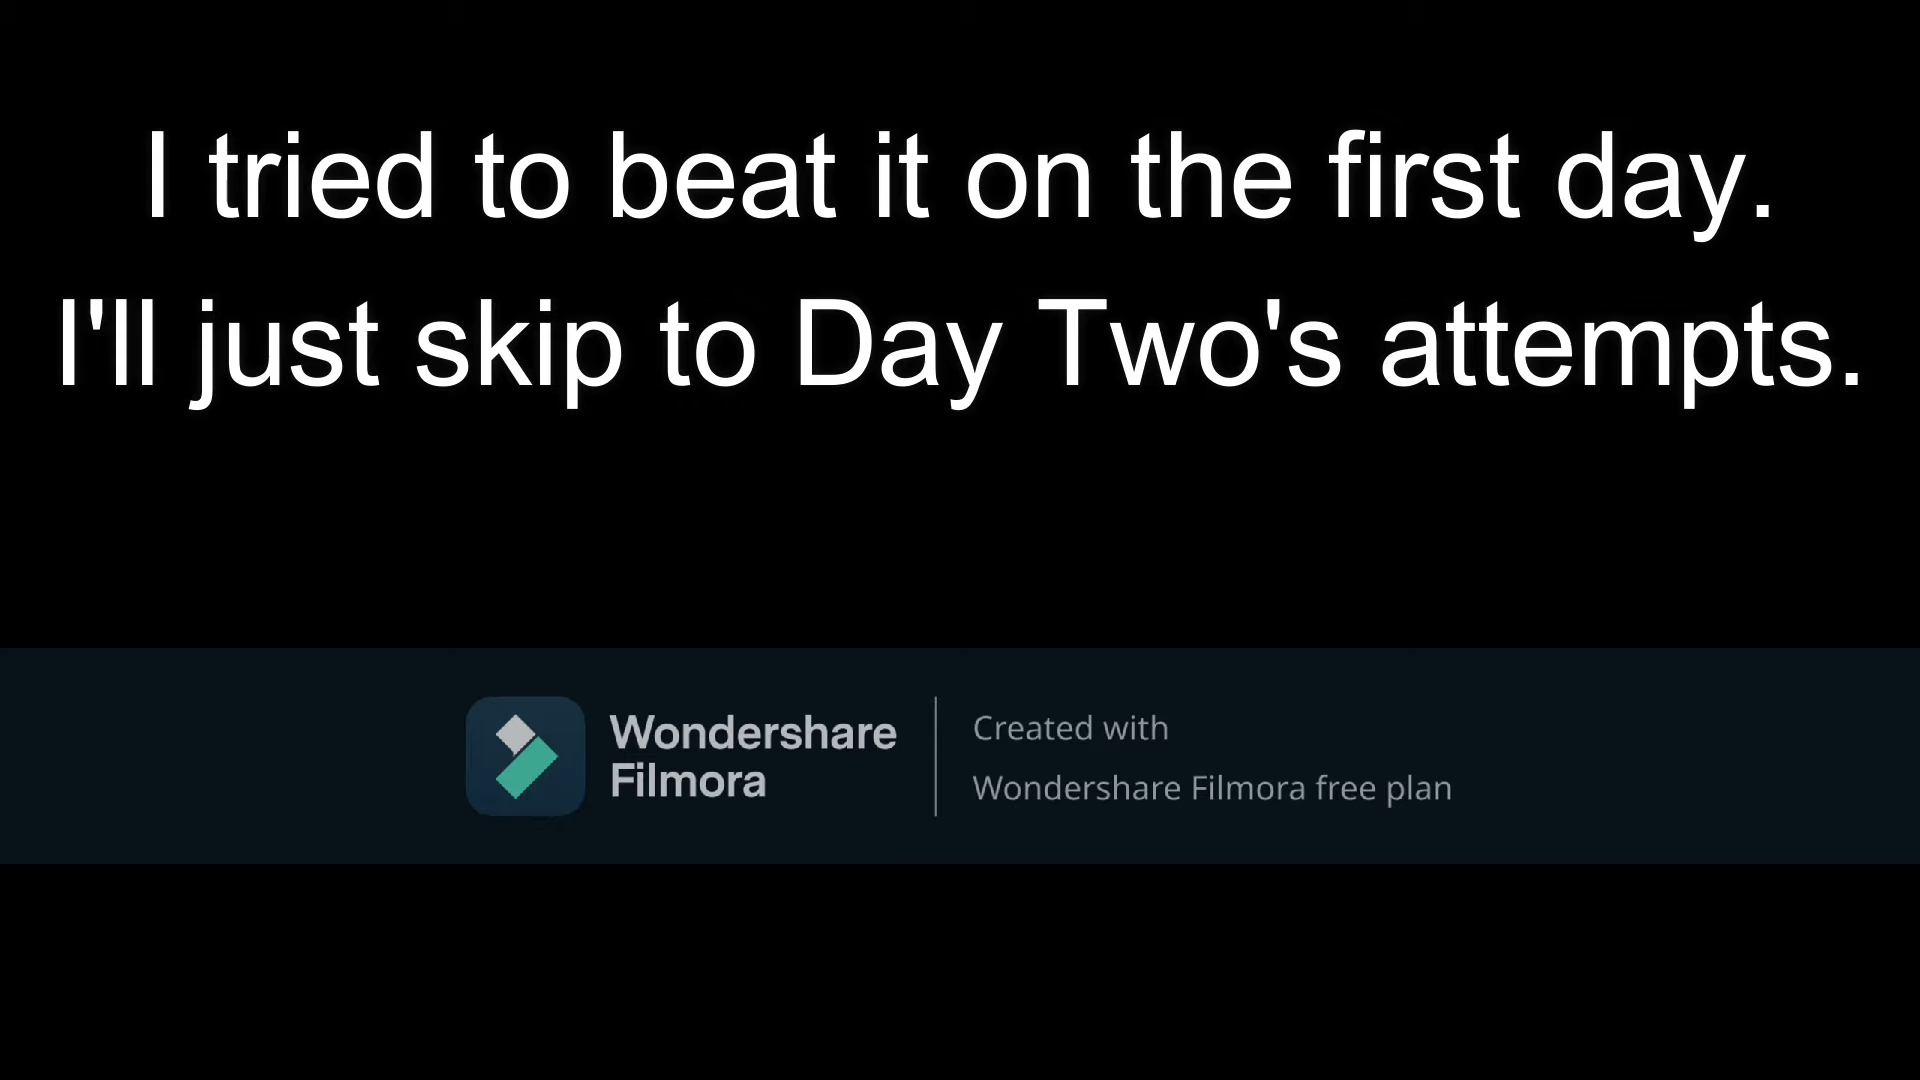 I tried to beat it on the first day.
I'll just skip to Day Two's attempts.
Wondershare
Filmora
Created with
Wondershare Filmora free plan